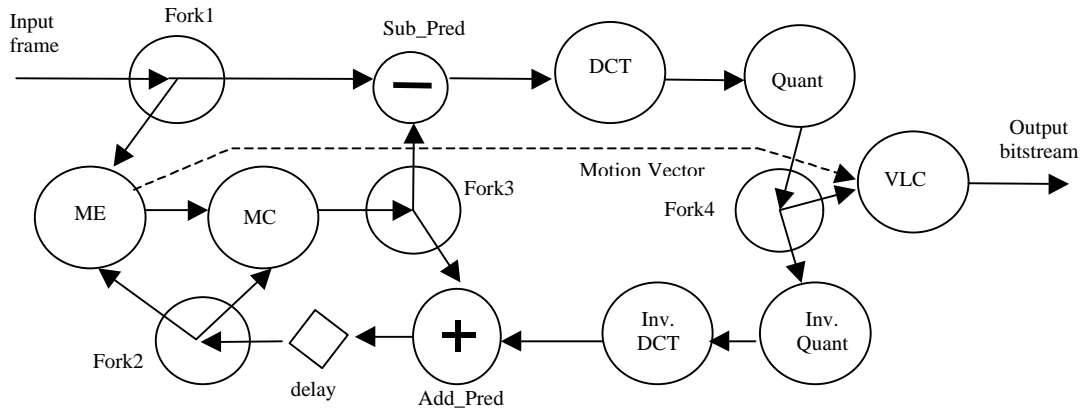 Input
frame
Fork1
Sub_Pred
DCT
Quant
Output
bitstream
Motion Vector
VLC
ME
MC
Fork3
Fork4
Inv.
DCT
Inv.
Quant
Fork2
delay
Add_Pred